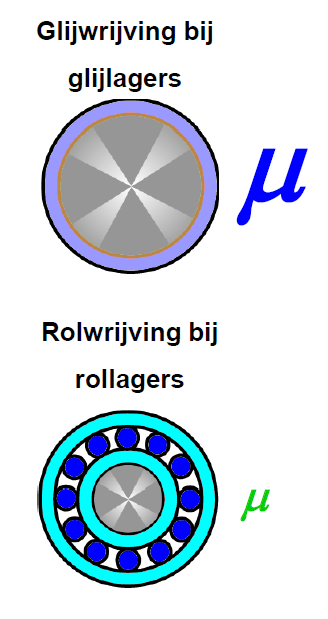 Glijwrijving bij
glijlagers
μ
Rolwrijving bij
rollagers
μ